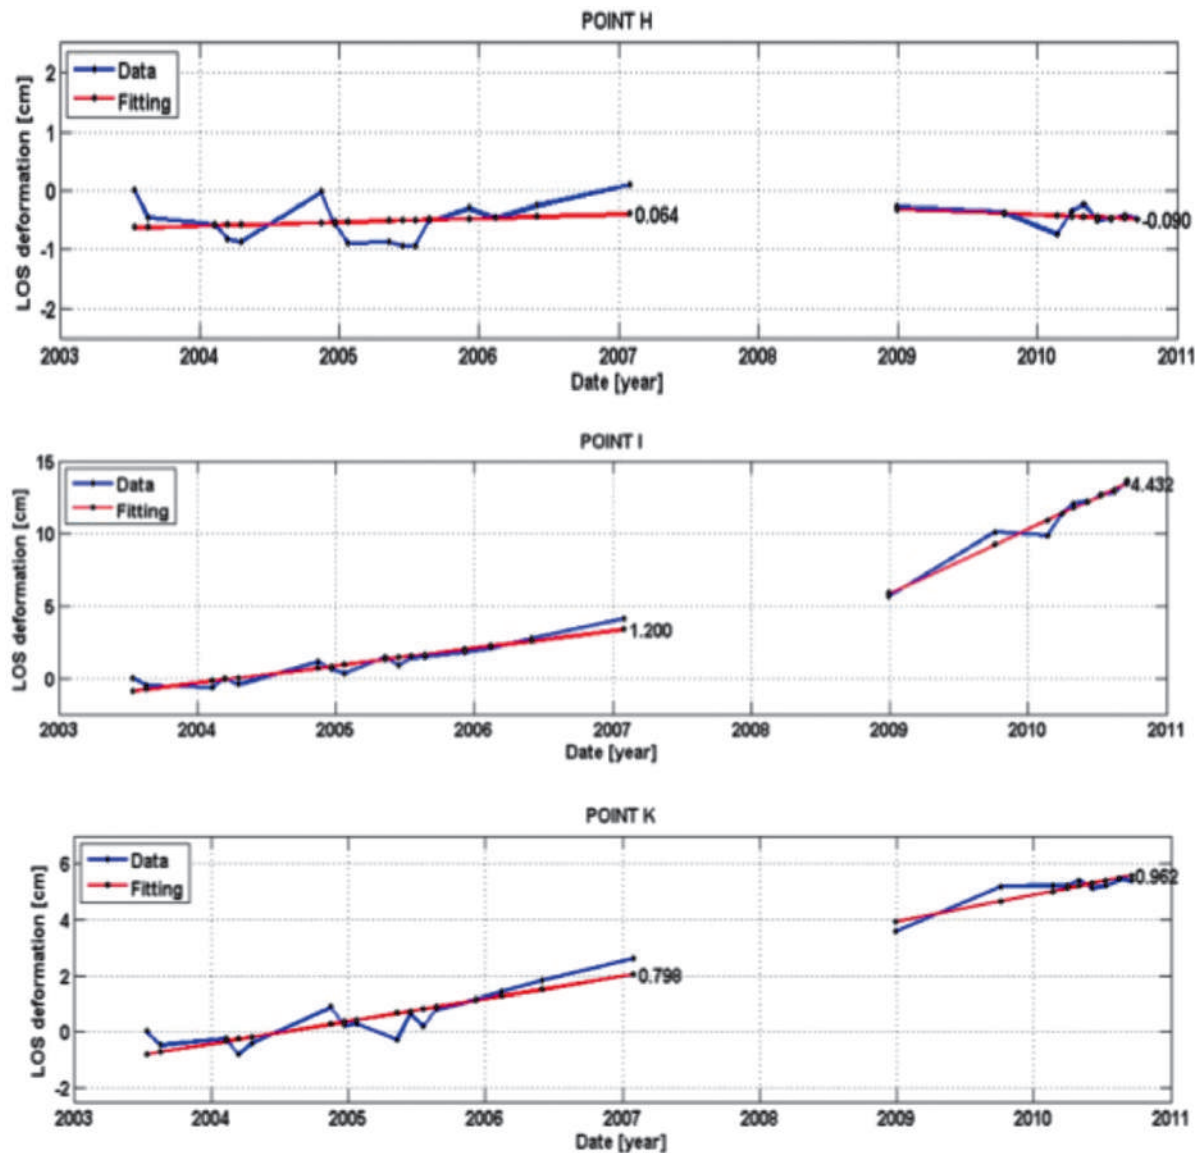 POINT H
LOS deformation [cm]
2
1
0
-1
-2
Data
Fitting
0.064
-0.090
2003 2004 2005 2006 2007 2008 2009 2010 2011
Date [year]
POINT I
LOS deformation [cm]
15
10
5
0
Data
Fitting
1.200
4.432
2003 2004 2005 2006 2007 2008 2009 2010 2011
Date [year]
POINT K
LOS deformation [cm]
6
4
2
0
-2
Data
Fitting
0.798
0.962
2003 2004 2005 2006 2007 2008 2009 2010 2011
Date [year]